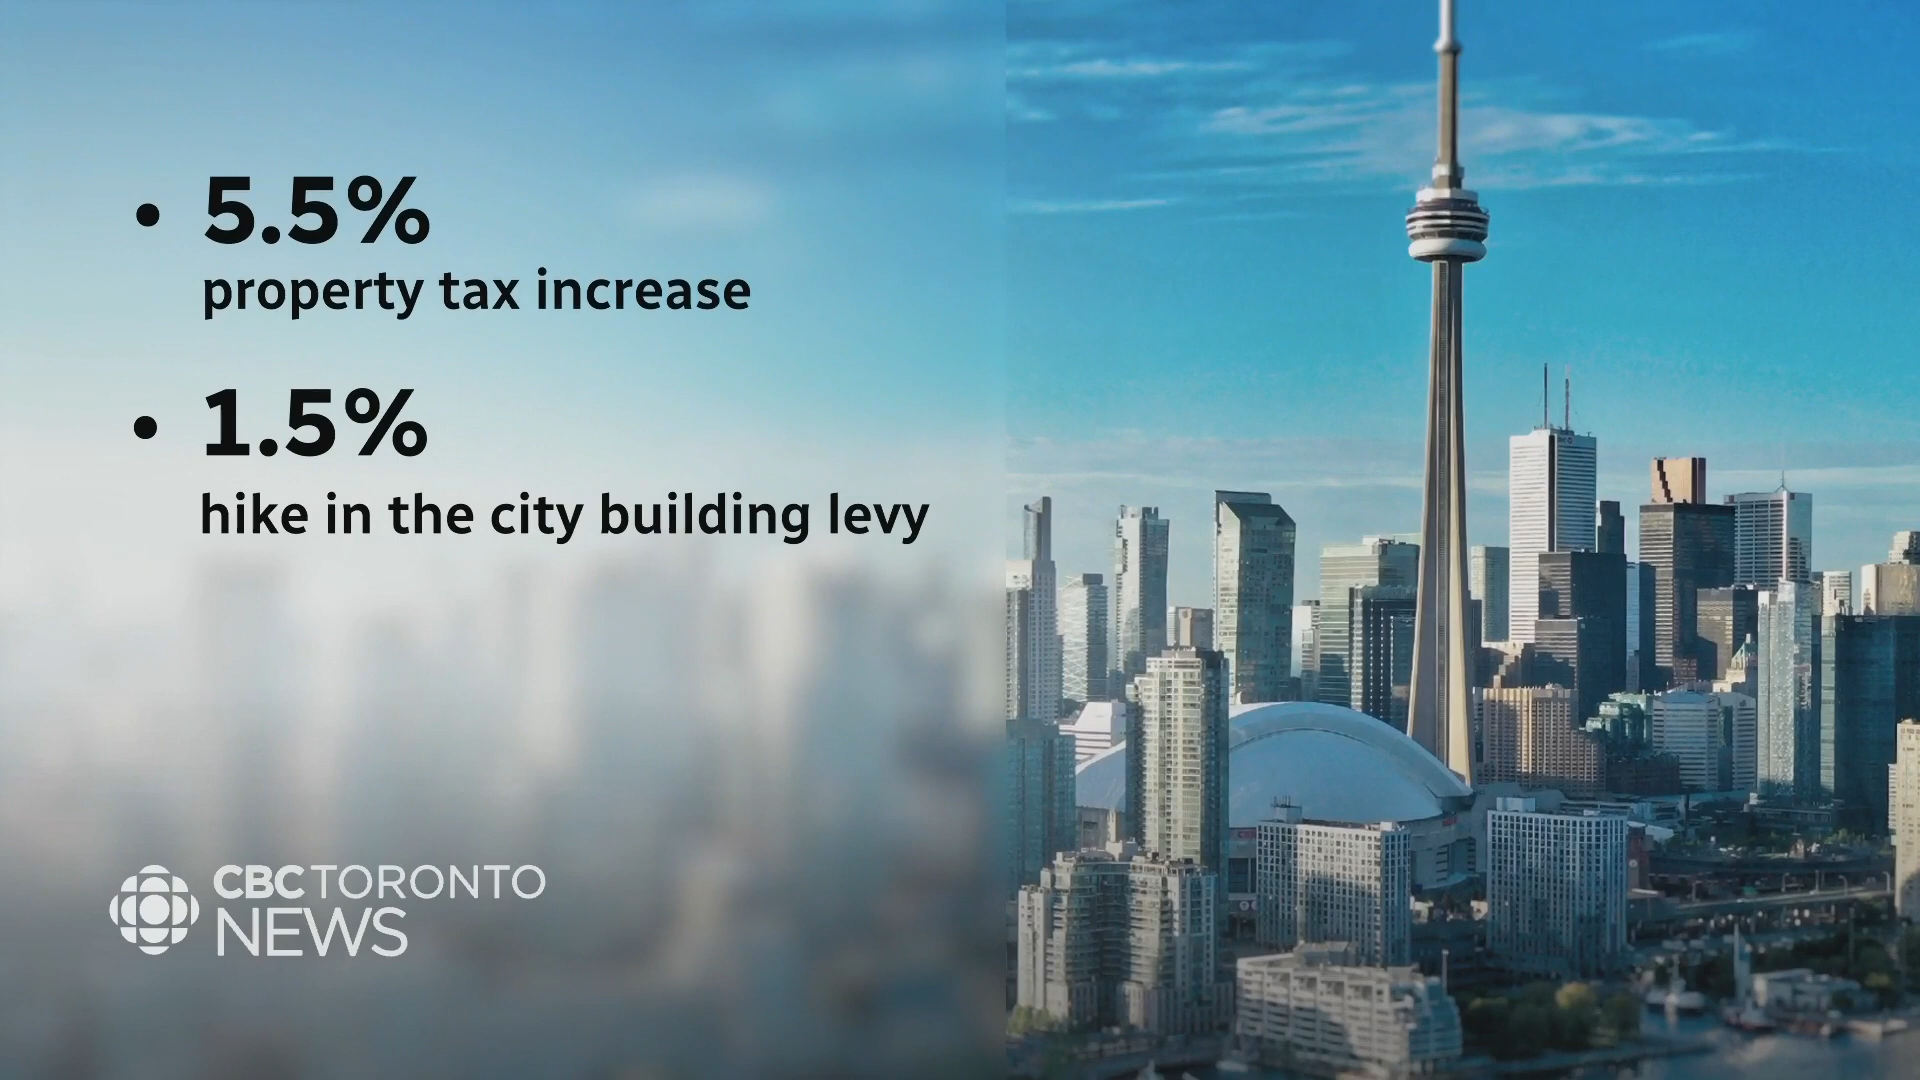 • 5.5%
property tax increase
• 1.5%
hike in the city building levy
CBC TORONTO
NEWS